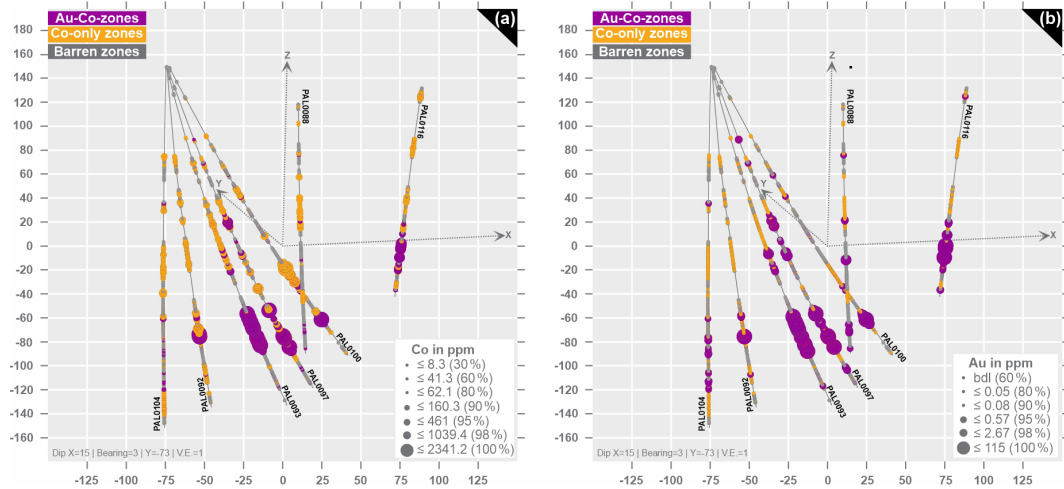 Au-Co-zones
Co-only zones
Barren zones
(a)
180
160
140
120
100
80
60
40
20
0
-20
-40
-60
-80
-100
-120
-140
-160
Z
Y
X
PAL0088
PAL0116
PAL0100
PAL0097
PAL0093
PAL0092
PAL0104
Co in ppm
≤ 8.3 (30 %)
≤ 41.3 (60 %)
≤ 62.1 (80 %)
≤ 160.3 (90 %)
≤ 461 (95 %)
≤ 1039.4 (98 %)
≤ 2341.2 (100 %)
Dip X=15 | Bearing=3 | Y=-73 | V.E.=1
-125 -100 -75 -50 -25 0 25 50 75 100 125
Au-Co-zones
Co-only zones
Barren zones
(b)
180
160
140
120
100
80
60
40
20
0
-20
-40
-60
-80
-100
-120
-140
-160
Z
Y
X
PAL0088
PAL0116
PAL0100
PAL0097
PAL0093
PAL0092
PAL0104
Au in ppm
bdl (60 %)
≤ 0.05 (80 %)
≤ 0.08 (90 %)
≤ 0.57 (95 %)
≤ 2.67 (98 %)
≤ 115 (100 %)
Dip X=15 | Bearing=3 | Y=-73 | V.E.=1
-125 -100 -75 -50 -25 0 25 50 75 100 125